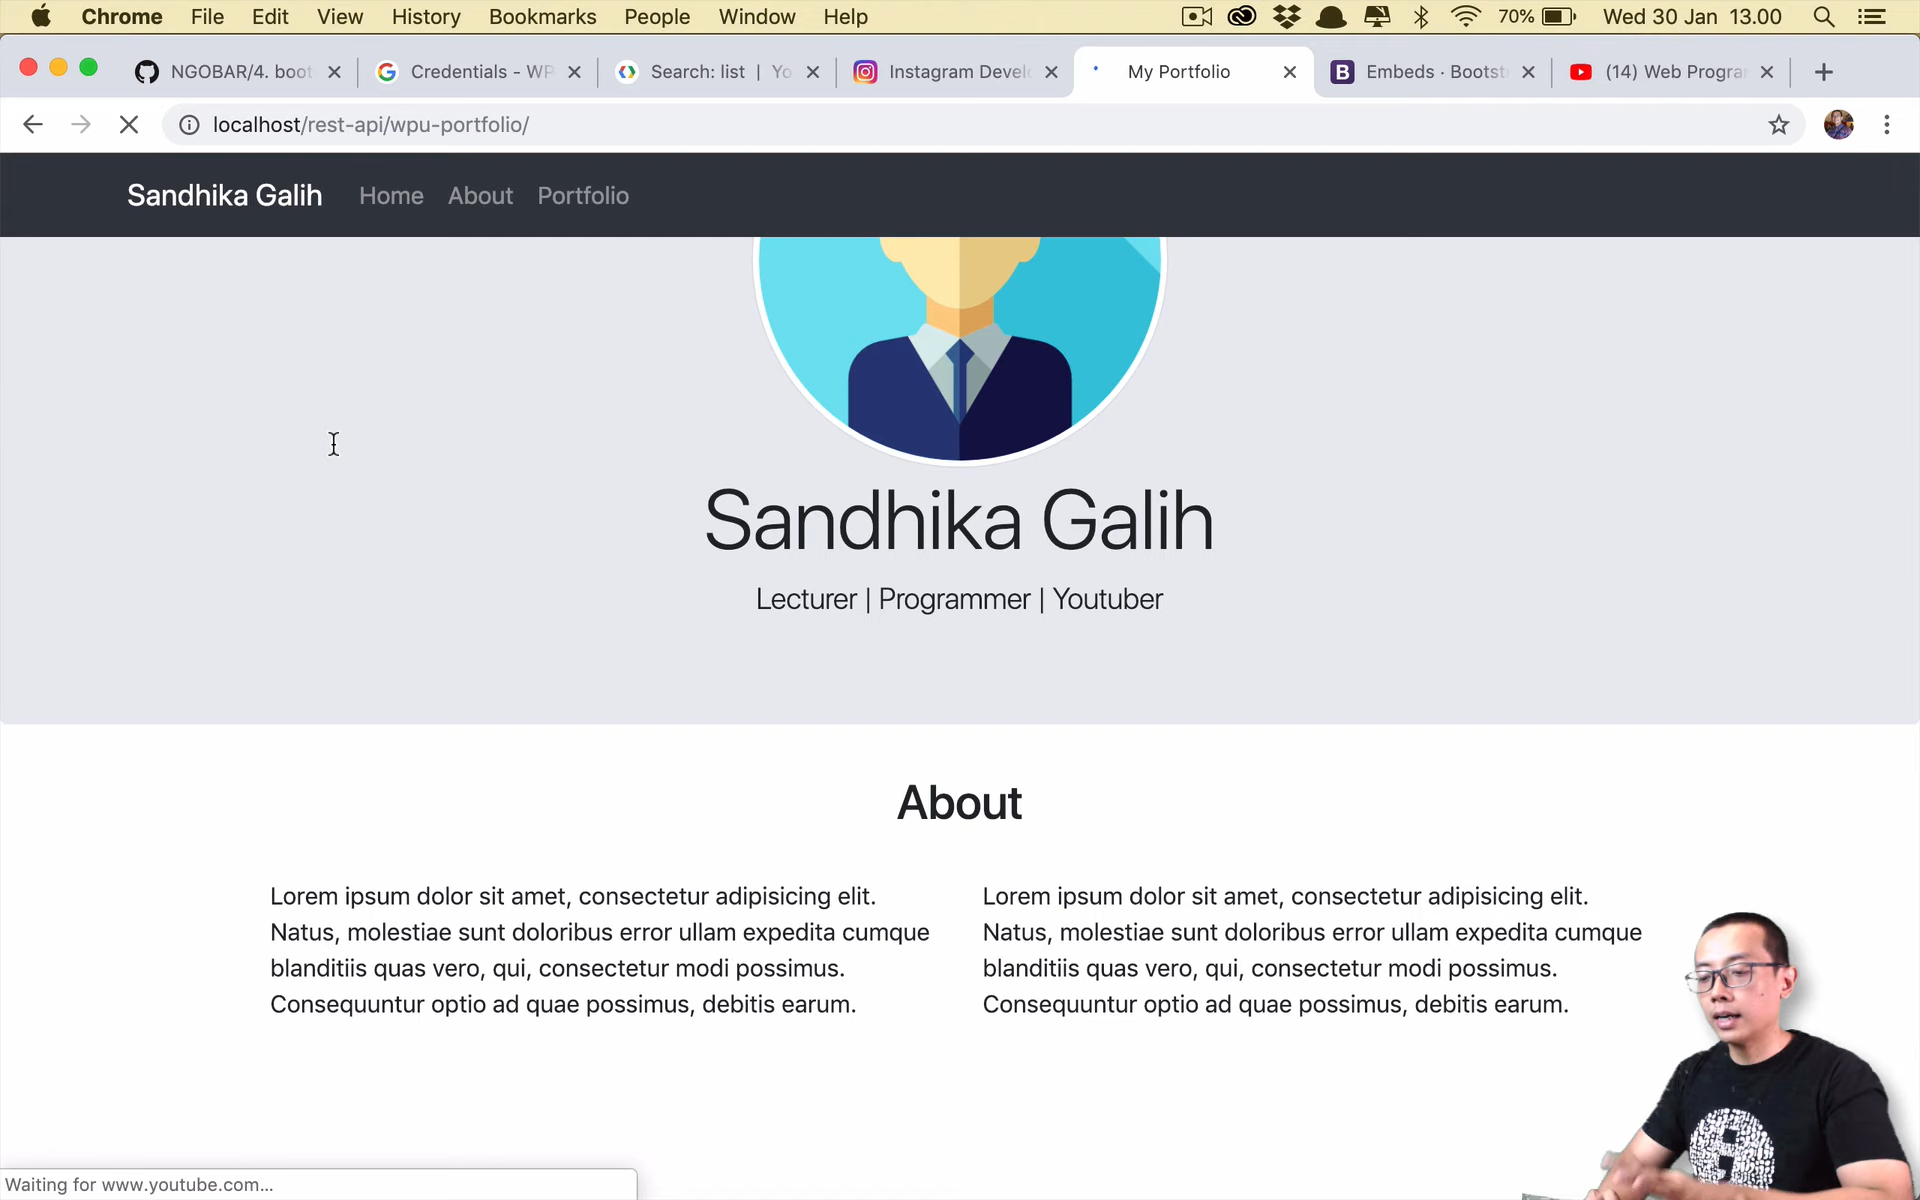 Chrome File Edit View History Bookmarks People Window Help 70% Wed 30 Jan 13.00
NGOBAR/4. boot Credentials - WP Search: list | Yo Instagram Devel My Portfolio Embeds · Bootst (14) Web Progra
localhost/rest-api/wpu-portfolio/
Sandhika Galih Home About Portfolio
Sandhika Galih
Lecturer | Programmer | Youtuber
About
Lorem ipsum dolor sit amet, consectetur adipisicing elit.
Natus, molestiae sunt doloribus error ullam expedita cumque
blanditiis quas vero, qui, consectetur modi possimus.
Consequuntur optio ad quae possimus, debitis earum.
Lorem ipsum dolor sit amet, consectetur adipisicing elit.
Natus, molestiae sunt doloribus error ullam expedita cumque
blanditiis quas vero, qui, consectetur modi possimus.
Consequuntur optio ad quae possimus, debitis earum.
Waiting for www.youtube.com...